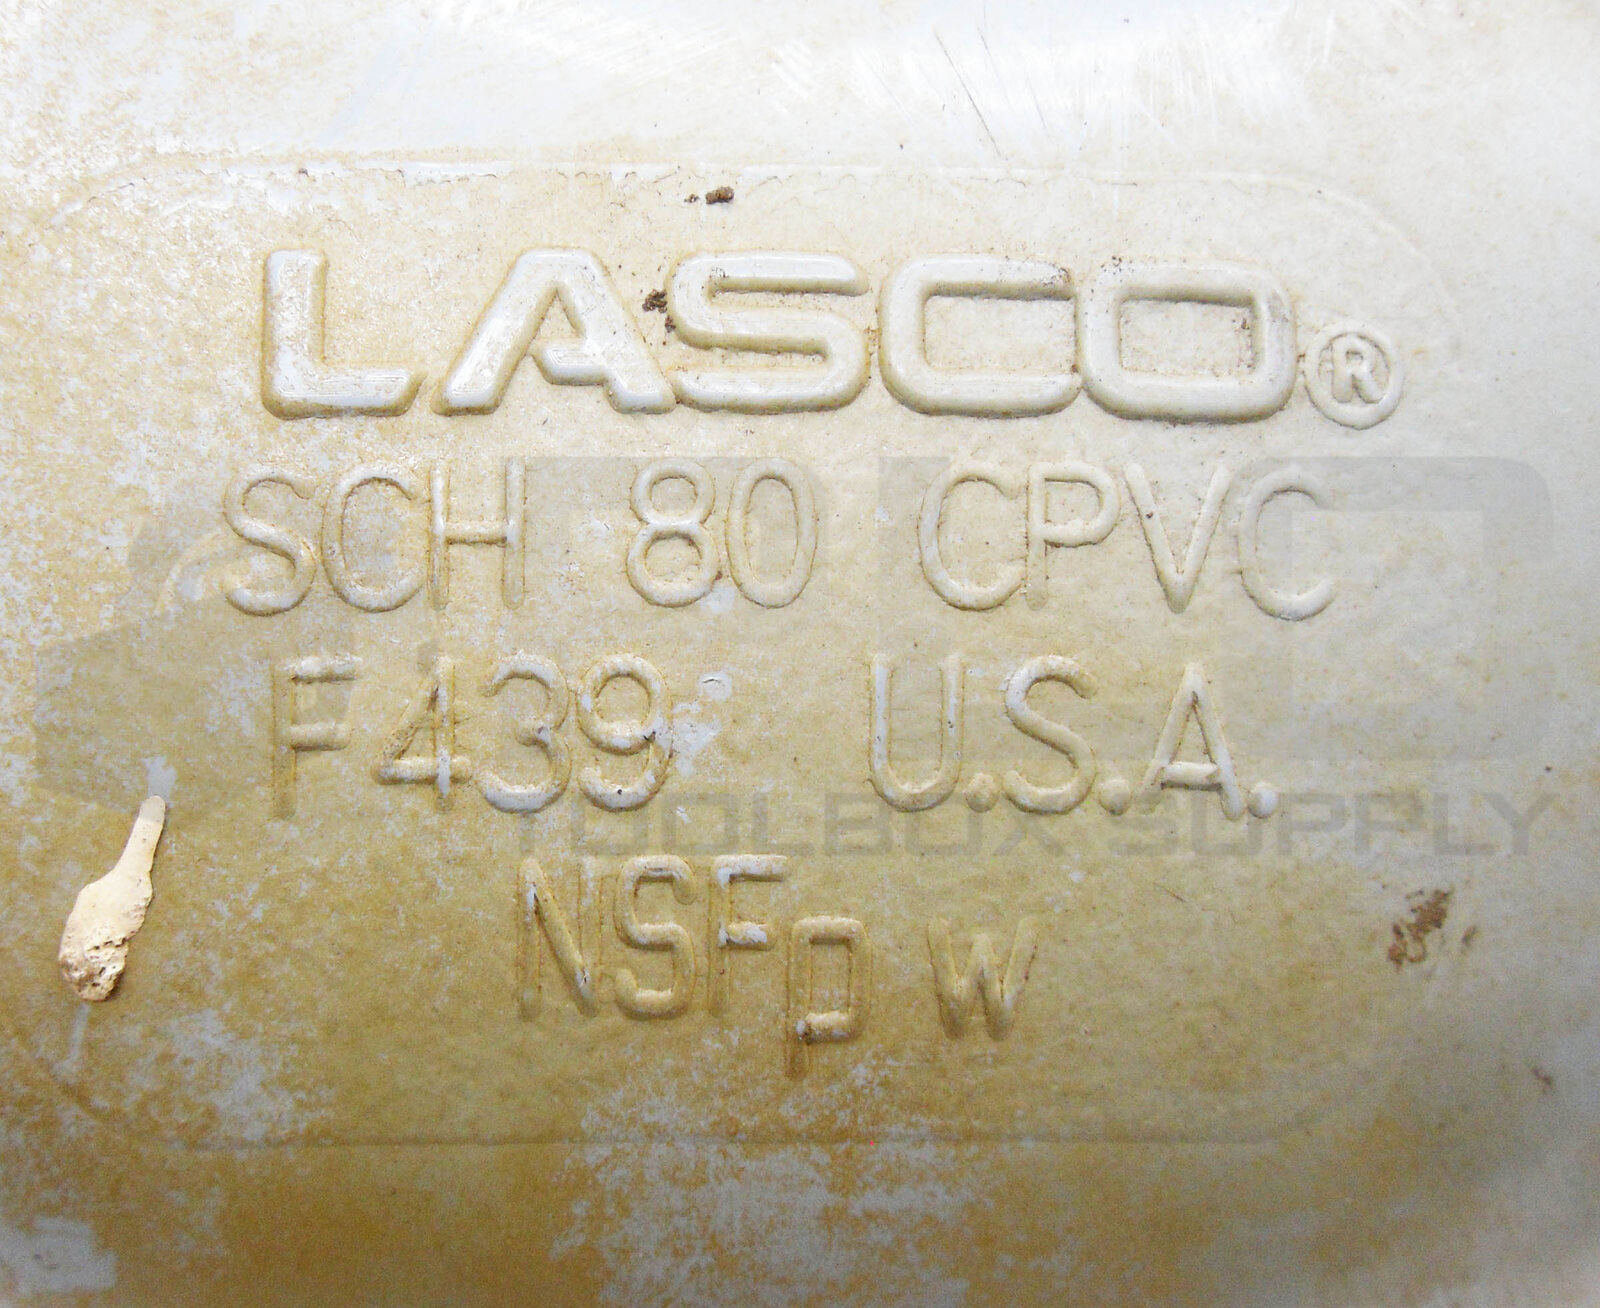 LASCO®
SCH 80 CPVC
F439 U.S.A.
TOOLBOX SUPPLY
NSFpw